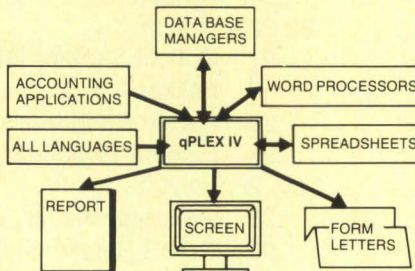 DATA BASE
MANAGERS
ACCOUNTING
APPLICATIONS
WORD PROCESSORS
ALL LANGUAGES
qPLEX IV
SPREADSHEETS
REPORT
SCREEN
FORM
LETTERS